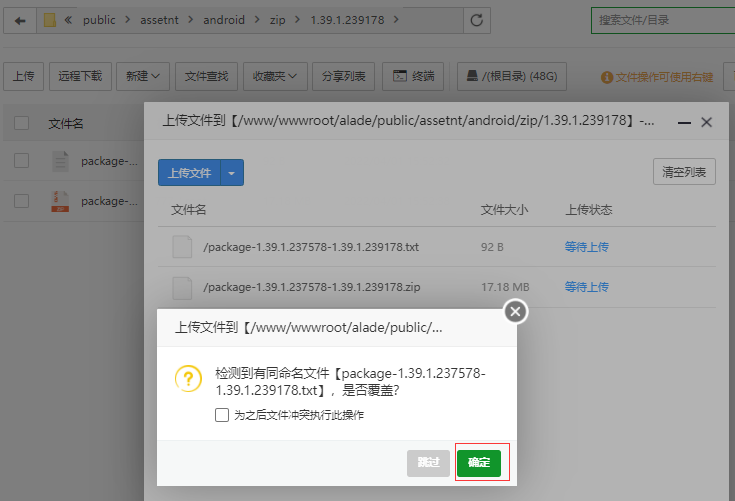 public > assetnt > android > zip > 1.39.1.239178 >
搜索文件/目录
上传 远程下载 新建 文件查找 收藏夹 分享列表 终端 /(根目录) (48G) 文件操作可使用右键
文件名
package-...
package-...
上传文件到【/www/wwwroot/alade/public/assetnt/android/zip/1.39.1.239178】-...
上传文件 清空列表
文件名 文件大小 上传状态
/package-1.39.1.237578-1.39.1.239178.txt 92 B 等待上传
/package-1.39.1.237578-1.39.1.239178.zip 17.18 MB 等待上传
上传文件到【/www/wwwroot/alade/public/...
检测到有同命名文件【package-1.39.1.237578-
1.39.1.239178.txt】，是否覆盖?
为之后文件冲突执行此操作
跳过 确定